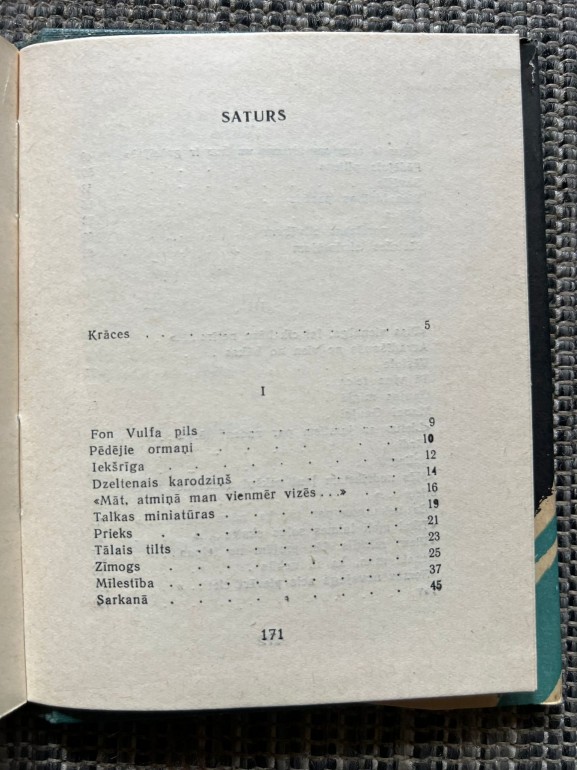 SATURS
Krāces . . . . . . . . . . . 5
I
Fon Vulfa pils . . . . . . . . 9
Pēdējie ormaņi . . . . . . . . 10
Iekšrīga . . . . . . . . . . 12
Dzeltenais karodziņš . . . . . . . 14
«Māt, atmiņā man vienmēr vizēs . . .» . . . 16
Talkas miniatūras . . . . . . . . 19
Prieks . . . . . . . . . . . 21
Tālais tilts . . . . . . . . . 23
Zīmogs . . . . . . . . . . 25
Mīlestība . . . . . . . . . . 37
Sarkanā . . . . . . . . . . 45
171